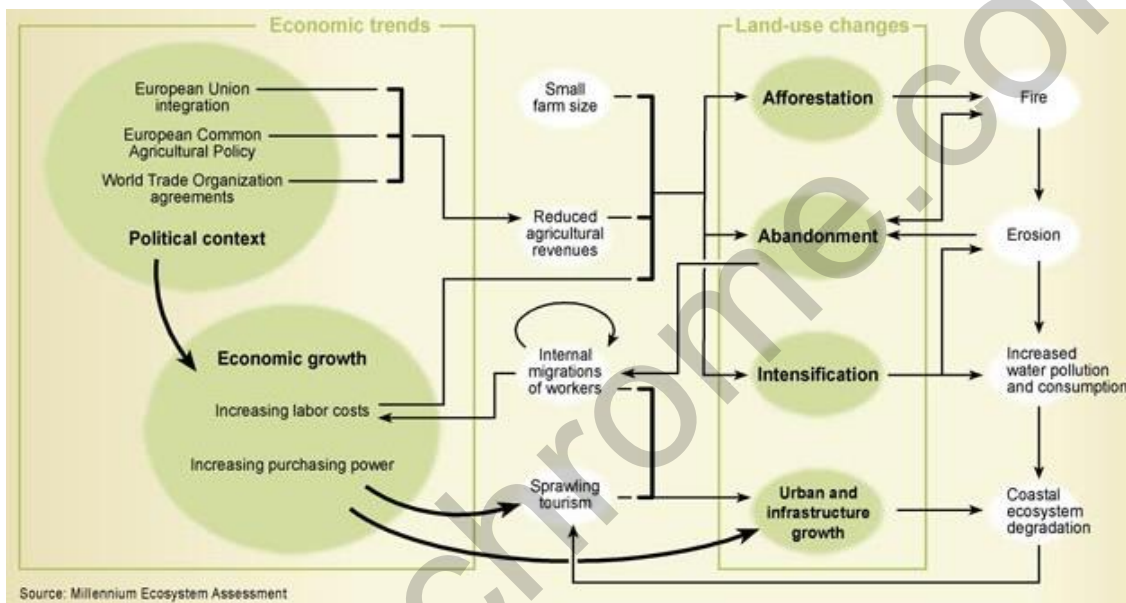 Economic trends
Land-use changes
European Union
integration
European Common
Agricultural Policy
World Trade Organization
agreements
Political context
Small
farm size
Reduced
agricultural
revenues
Afforestation
Fire
Abandonment
Erosion
Economic growth
Increasing labor costs
Increasing purchasing power
Internal
migrations
of workers
Sprawling
tourism
Intensification
Increased
water pollution
and consumption
Urban and
infrastructure
growth
Coastal
ecosystem
degradation
Source: Millennium Ecosystem Assessment
chrome.co